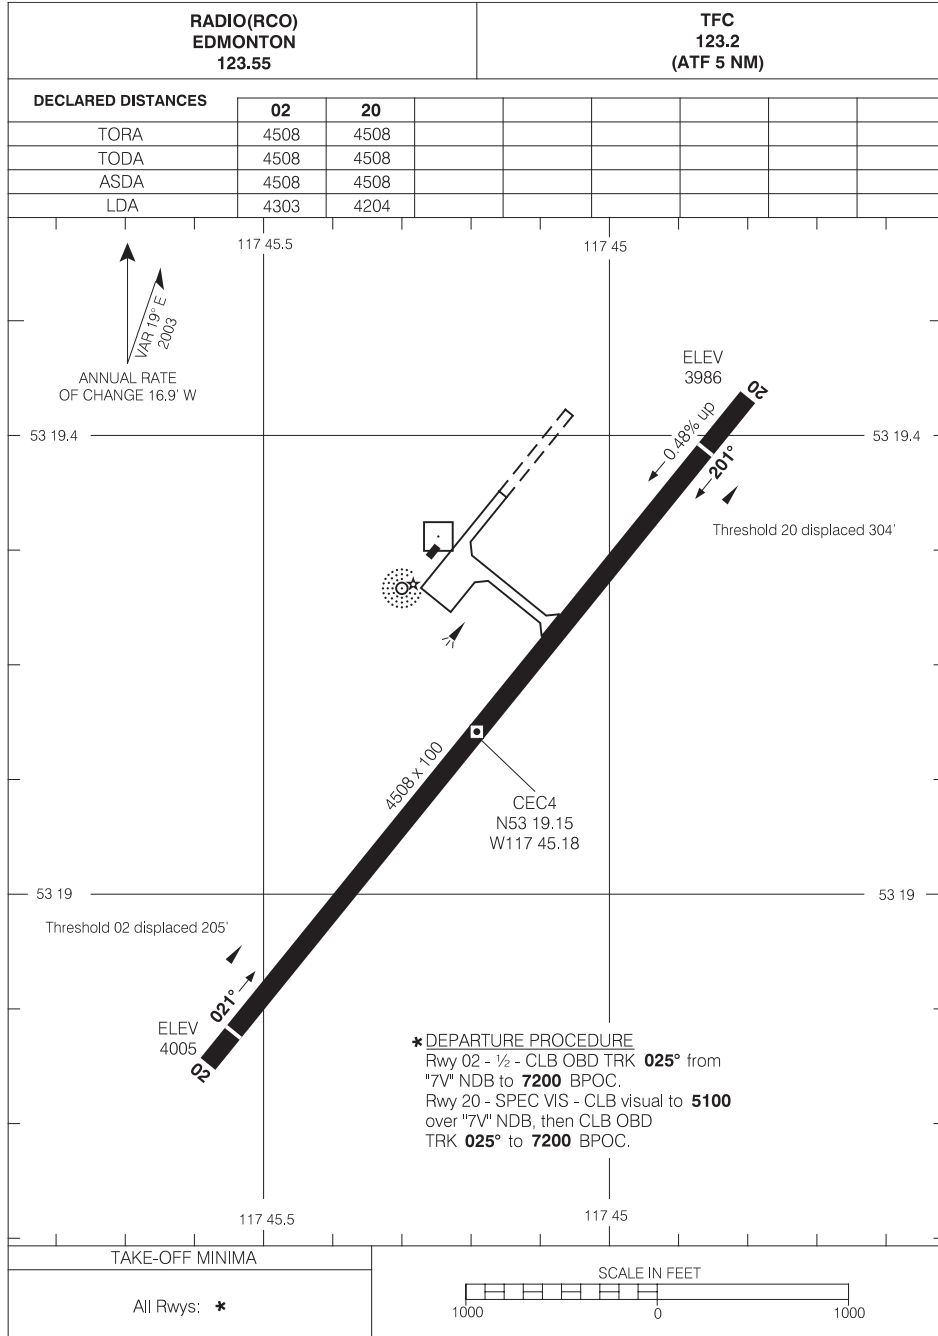 RADIO(RCO)
EDMONTON
123.55
TFC
123.2
(ATF 5 NM)
DECLARED DISTANCES
02 20
TORA 4508 4508
TODA 4508 4508
ASDA 4508 4508
LDA 4303 4204
117 45.5 117 45
VAR 19° E
2003
ANNUAL RATE
OF CHANGE 16.9' W
ELEV
3986
20
53 19.4 53 19.4
0.48% up
201°
Threshold 20 displaced 304'
4508 x 100
CEC4
N53 19.15
W117 45.18
53 19 53 19
Threshold 02 displaced 205'
021°
ELEV
4005
02
* DEPARTURE PROCEDURE
Rwy 02 - ½ - CLB OBD TRK 025° from
"7V" NDB to 7200 BPOC.
Rwy 20 - SPEC VIS - CLB visual to 5100
over "7V" NDB, then CLB OBD
TRK 025° to 7200 BPOC.
117 45.5 117 45
TAKE-OFF MINIMA
All Rwys: *
SCALE IN FEET
1000 0 1000